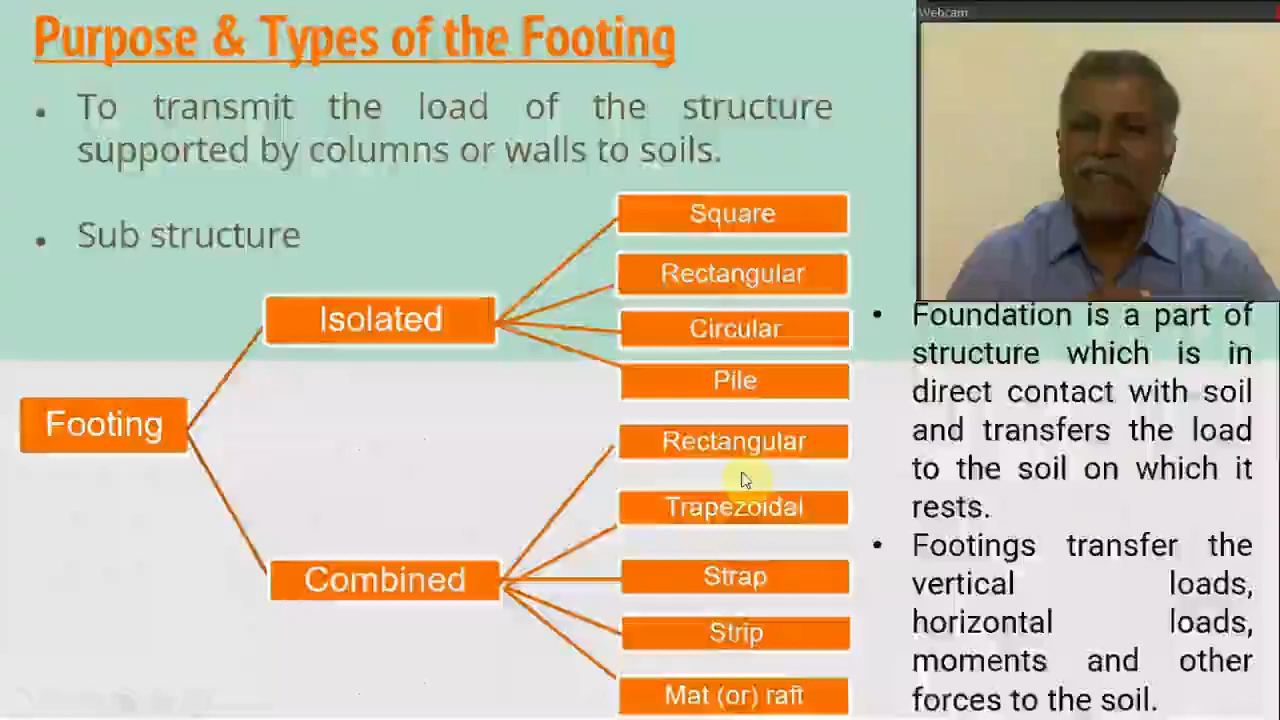 Purpose & Types of the Footing
• To transmit the load of the structure
supported by columns or walls to soils.
• Sub structure
Footing
Isolated
Square
Rectangular
Circular
Pile
Combined
Rectangular
Trapezoidal
Strap
Strip
Mat (or) raft
Webcam
• Foundation is a part of
structure which is in
direct contact with soil
and transfers the load
to the soil on which it
rests.
• Footings transfer the
vertical loads,
horizontal loads,
moments and other
forces to the soil.